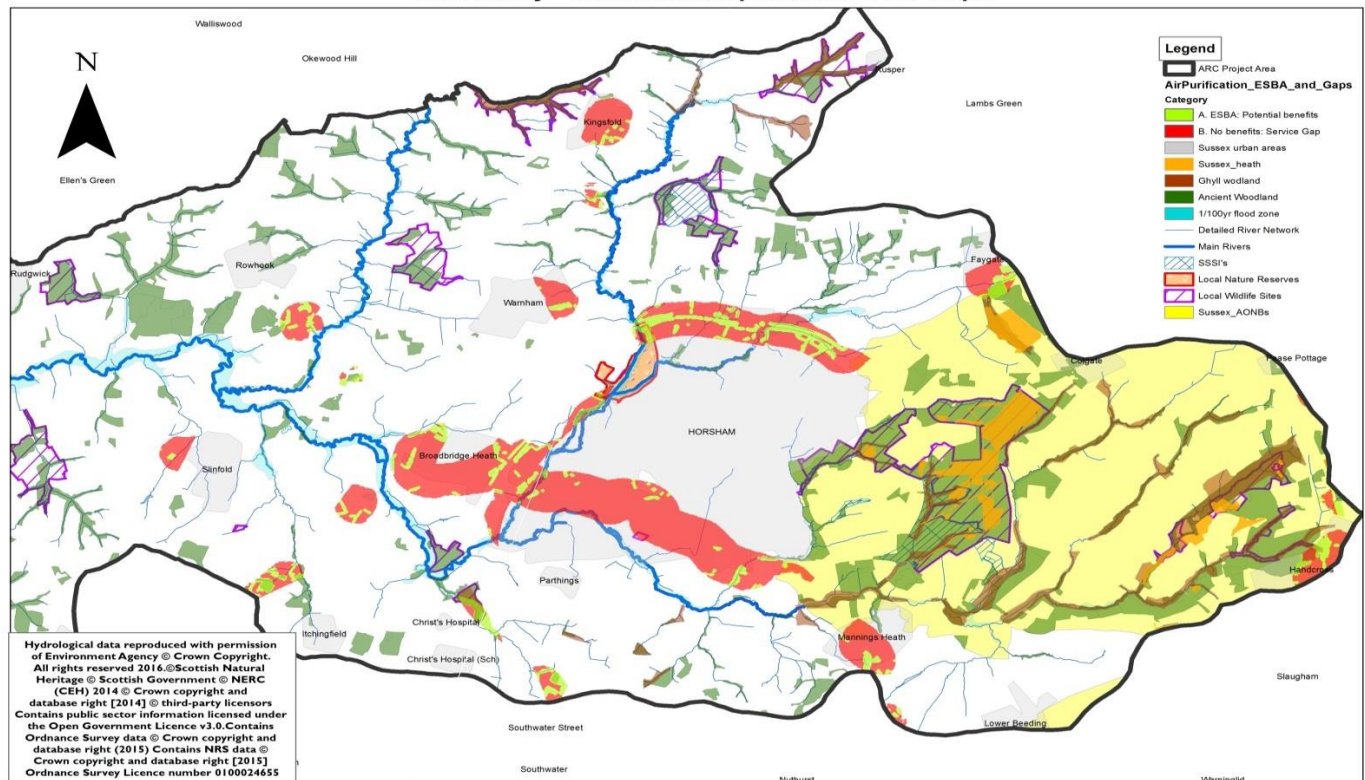 Walliswood
Okewood Hill
N
Rusper
Lambs Green
Kingsfold
Ellen's Green
Legend
ARC Project Area
AirPurification_ESBA_and_Gaps
Category
A. ESBA: Potential benefits
B. No benefits: Service Gap
Sussex urban areas
Sussex_heath
Ghyll wodland
Ancient Woodland
1/100yr flood zone
Detailed River Network
Main Rivers
SSSI's
Local Nature Reserves
Local Wildlife Sites
Sussex_AONBs
Rudgwick
Rowhook
Warnham
Faygate
Colgate
Pease Pottage
HORSHAM
Broadbridge Heath
Slinfold
Parthings
Handcross
Christ's Hospital
Itchingfield
Mannings Heath
Christ's Hospital (Sch)
Slaugham
Lower Beeding
Southwater Street
Southwater
Nuthurst
Warninglid
Hydrological data reproduced with permission
of Environment Agency © Crown Copyright.
All rights reserved 2016.©Scottish Natural
Heritage © Scottish Government © NERC
(CEH) 2014 © Crown copyright and
database right [2014] © third-party licensors
Contains public sector information licensed under
the Open Government Licence v3.0.Contains
Ordnance Survey data © Crown copyright and
database right (2015) Contains NRS data ©
Crown copyright and database right [2015]
Ordnance Survey Licence number 0100024655